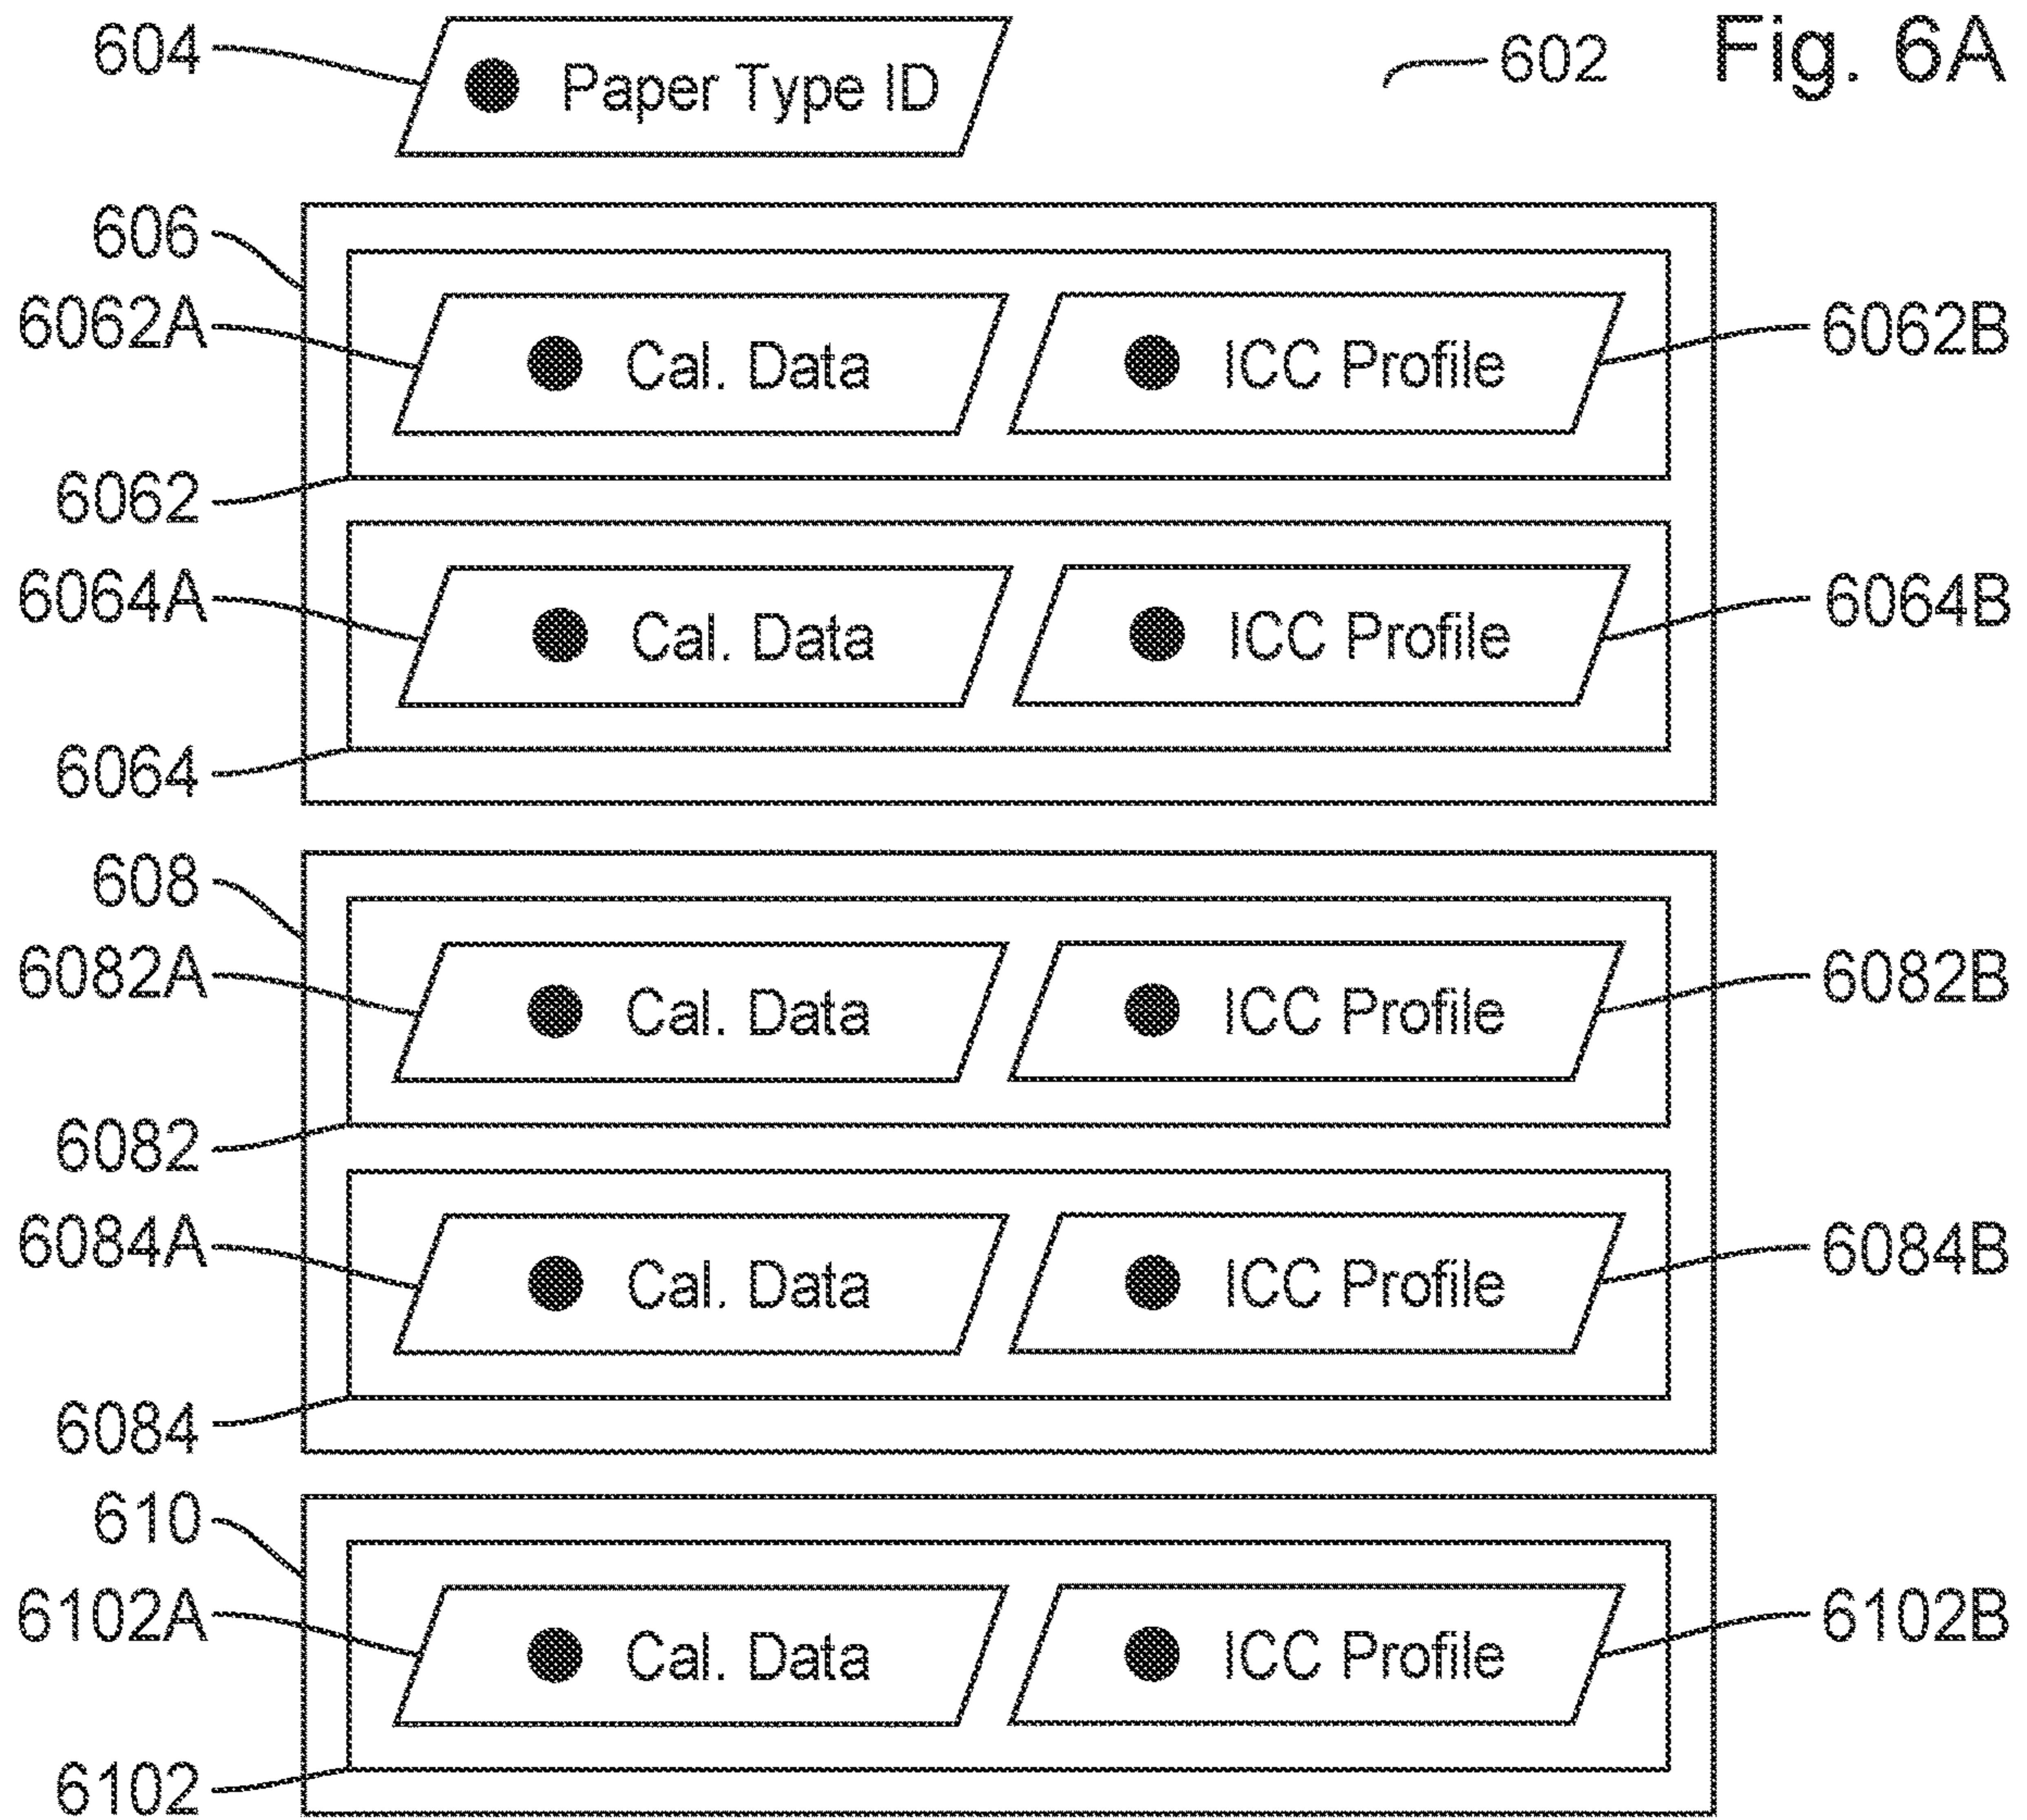 604 Paper Type ID 602 Fig. 6A
606
6062A Cal. Data ICC Profile 6062B
6062
6064A Cal. Data ICC Profile 6064B
6064
608
6082A Cal. Data ICC Profile 6082B
6082
6084A Cal. Data ICC Profile 6084B
6084
610
6102A Cal. Data ICC Profile 6102B
6102